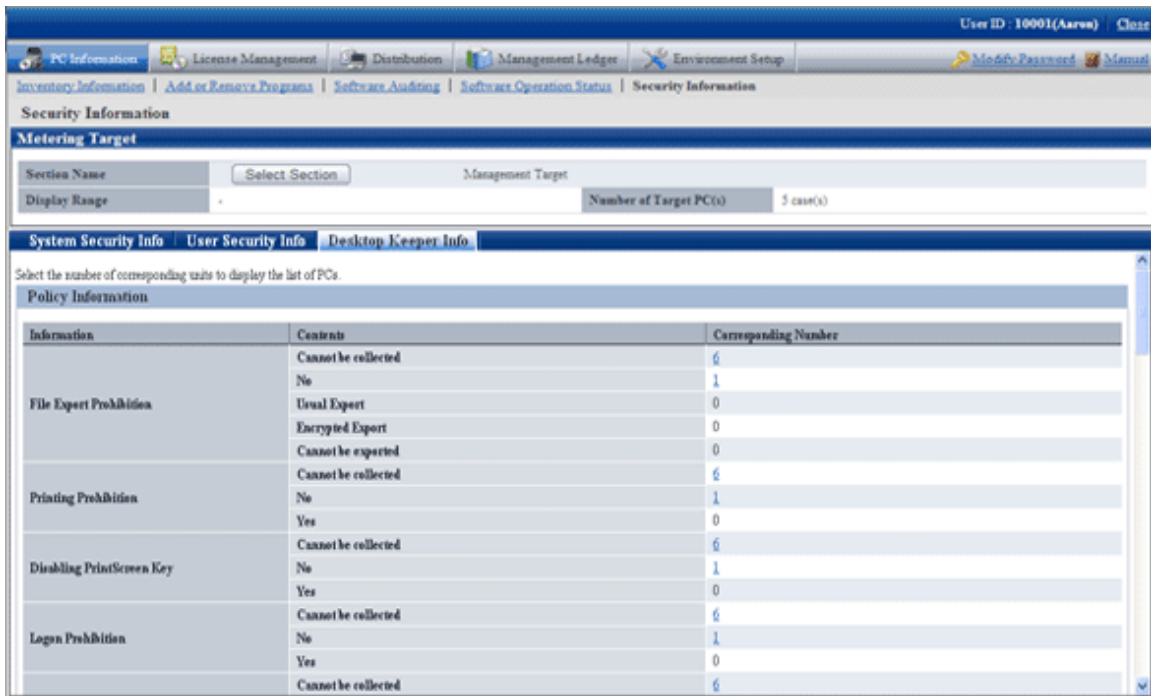 User ID : 10001(Aaron) Close
PC Information License Management Distribution Management Ledger Environment Setup Modify Password Manual
Inventory Information | Add or Remove Programs | Software Auditing | Software Operation Status | Security Information
Security Information
Metering Target
Section Name Select Section Management Target
Display Range - Number of Target PC(s) 5 case(s)
System Security Info User Security Info Desktop Keeper Info
Select the number of corresponding units to display the list of PCs.
Policy Information
Information Contents Corresponding Number
Cannot be collected 6
No 1
File Export Prohibition Usual Export 0
Encrypted Export 0
Cannot be exported 0
Cannot be collected 6
Printing Prohibition No 1
Yes 0
Cannot be collected 6
Disabling PrintScreen Key No 1
Yes 0
Cannot be collected 6
Logon Prohibition No 1
Yes 0
Cannot be collected 6